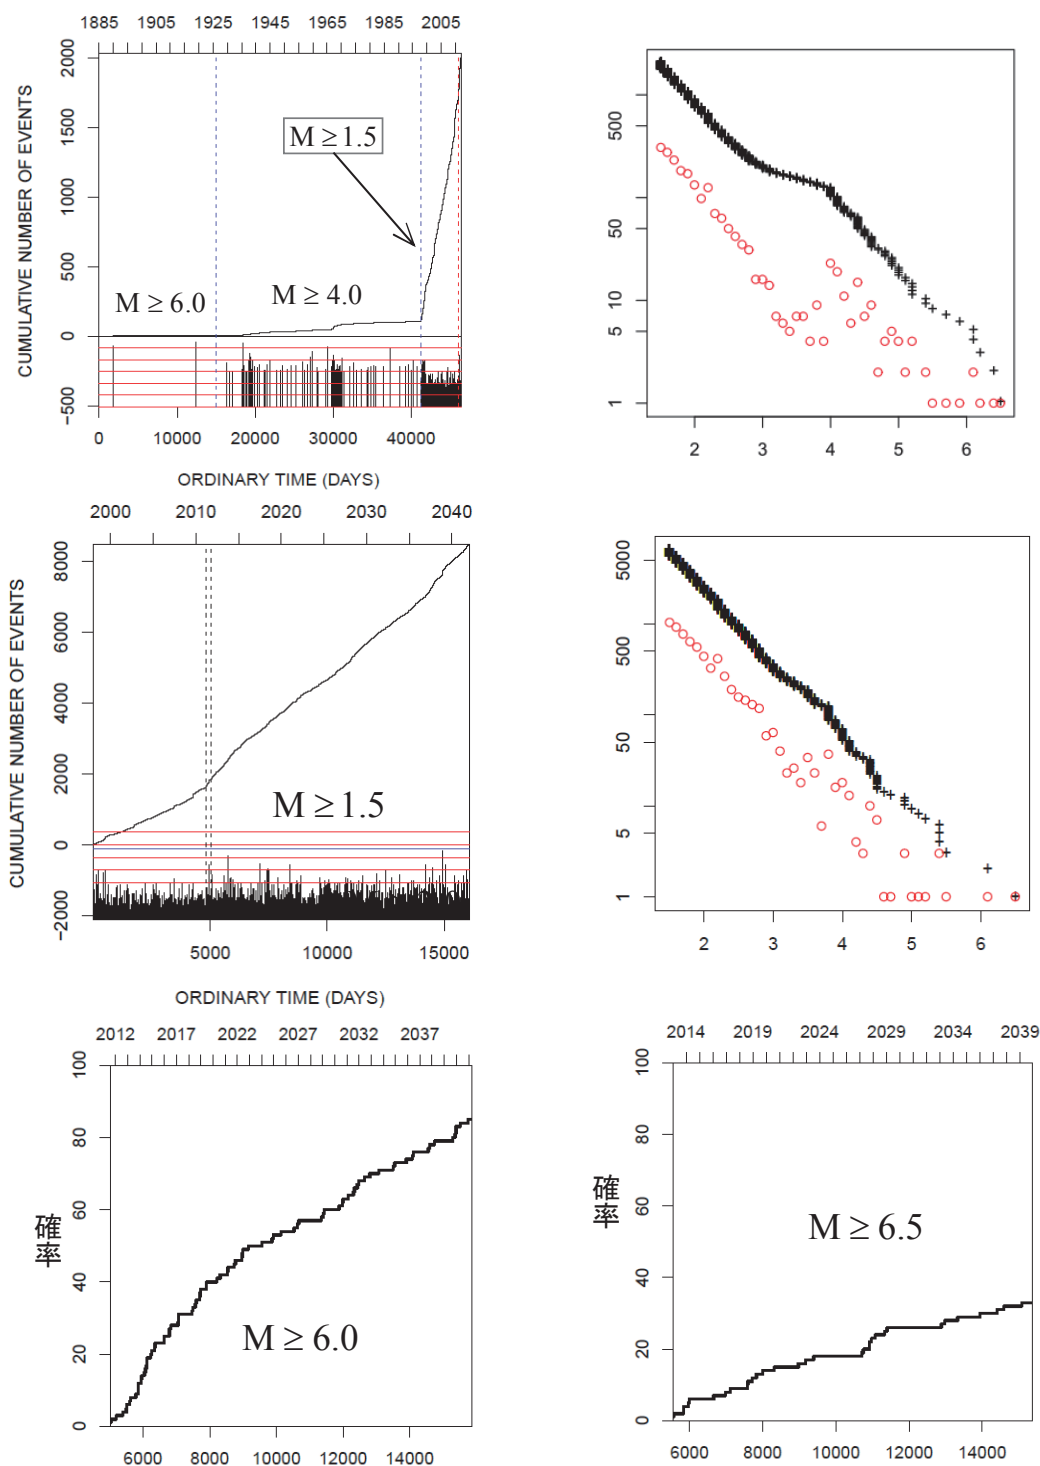 1885 1905 1925 1945 1965 1985 2005
CUMULATIVE NUMBER OF EVENTS
2000
1500
1000
500
0
−500
M ≥ 1.5
M ≥ 6.0
M ≥ 4.0
0 10000 20000 30000 40000
ORDINARY TIME (DAYS)
500
50
10
5
1
2 3 4 5 6
2000 2010 2020 2030 2040
CUMULATIVE NUMBER OF EVENTS
8000
6000
4000
2000
0
−2000
M ≥ 1.5
5000 10000 15000
ORDINARY TIME (DAYS)
5000
500
50
5
1
2 3 4 5 6
2012 2017 2022 2027 2032 2037
確率
100
80
60
40
20
0
M ≥ 6.0
6000 8000 10000 12000 14000
2014 2019 2024 2029 2034 2039
確率
100
80
60
40
20
0
M ≥ 6.5
6000 8000 10000 12000 14000